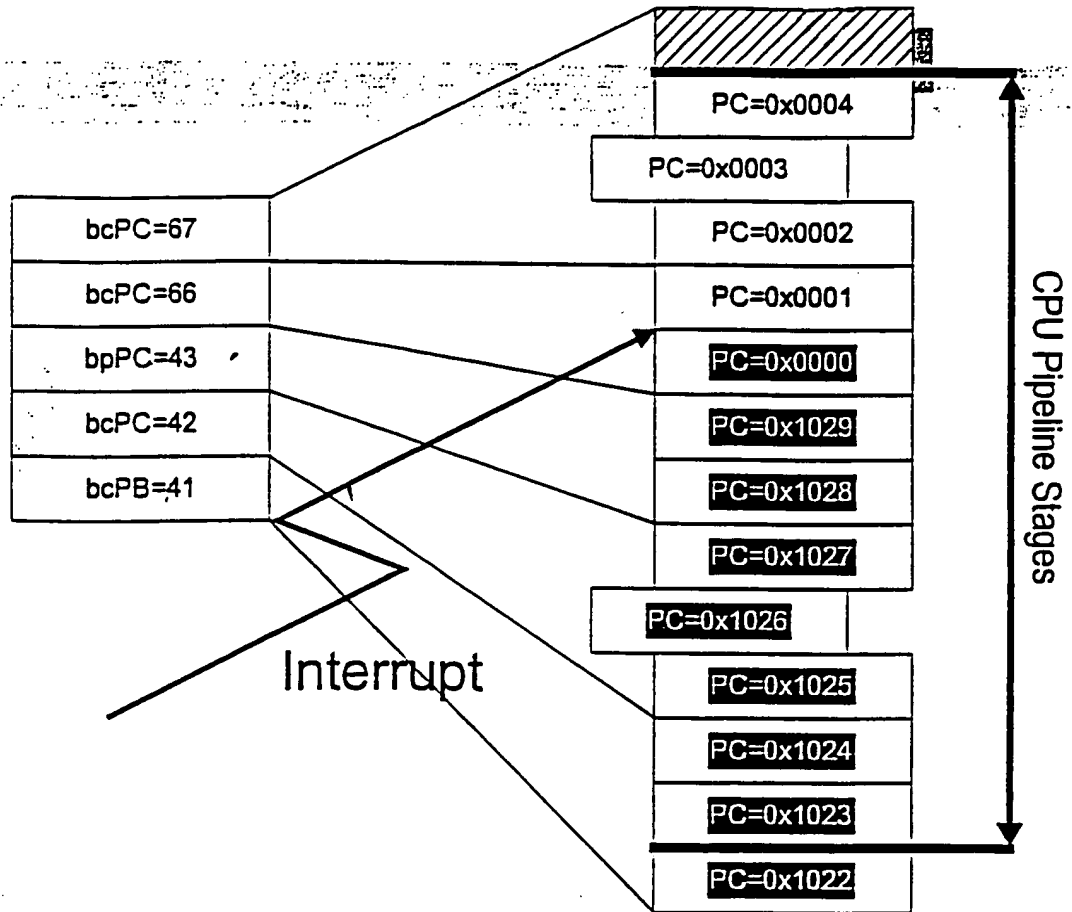 bcPC=67
bcPC=66
bpPC=43
bcPC=42
bcPB=41
Interrupt
PC=0x0004
PC=0x0003
PC=0x0002
PC=0x0001
PC=0x0000
PC=0x1029
PC=0x1028
PC=0x1027
PC=0x1026
PC=0x1025
PC=0x1024
PC=0x1023
PC=0x1022
CPU Pipeline Stages